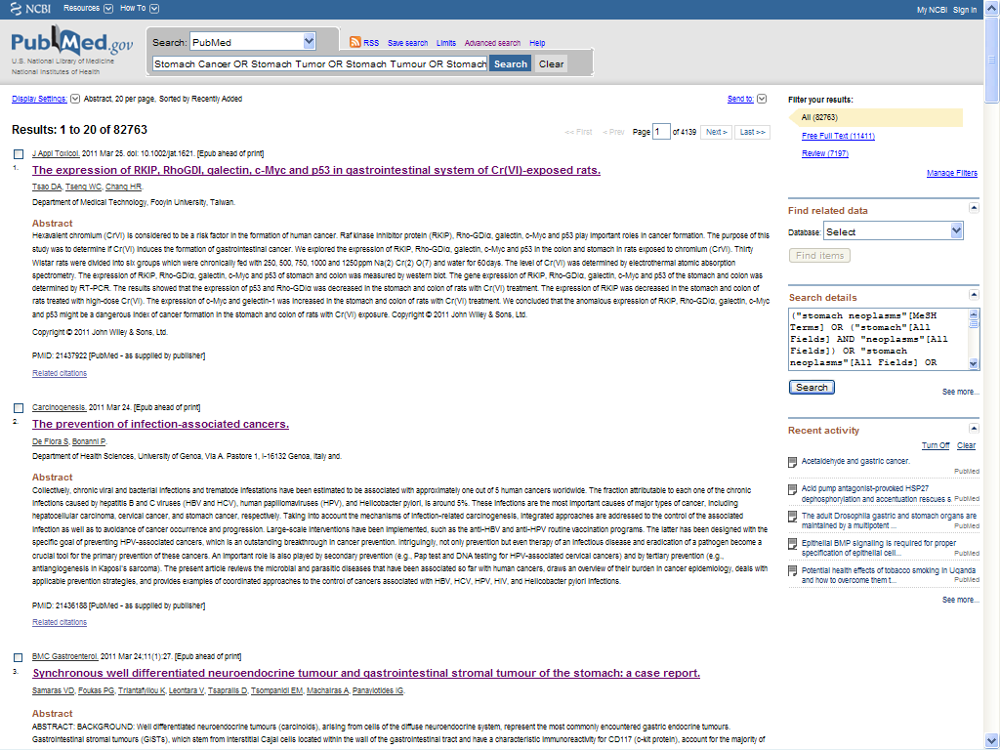 NCBI Resources How To My NCBI Sign In
PubMed.gov
U.S. National Library of Medicine
National Institutes of Health
Search: PubMed
RSS Save search Limits Advanced search Help
Stomach Cancer OR Stomach Tumor OR Stomach Tumour OR Stomach Search Clear
Display Settings: Abstract, 20 per page, Sorted by Recently Added Send to:
Results: 1 to 20 of 82763
<< First < Prev Page 1 of 4139 Next > Last >>
J Appl Toxicol. 2011 Mar 25. doi: 10.1002/jat.1621. [Epub ahead of print]
1. The expression of RKIP, RhoGDI, galectin, c-Myc and p53 in gastrointestinal system of Cr(VI)-exposed rats.
Tsao DA, Tseng WC, Chang HR.
Department of Medical Technology, Fooyin University, Taiwan.
Abstract
Hexavalent chromium (CrVI) is considered to be a risk factor in the formation of human cancer. Raf kinase inhibitor protein (RKIP), Rho-GDIα, galectin, c-Myc and p53 play important roles in cancer formation. The purpose of
this study was to determine if Cr(VI) induces the formation of gastrointestinal cancer. We explored the expression of RKIP, Rho-GDIα, galectin, c-Myc and p53 in the colon and stomach in rats exposed to chromium (CrVI). Thirty
Wistar rats were divided into six groups which were chronically fed with 250, 500, 750, 1000 and 1250ppm Na(2) Cr(2) O(7) and water for 60days. The level of Cr(VI) was determined by electrothermal atomic absorption
spectrometry. The expression of RKIP, Rho-GDIα, galectin, c-Myc and p53 of stomach and colon was measured by western blot. The gene expression of RKIP, Rho-GDIα, galectin, c-Myc and p53 of the stomach and colon was
determined by RT-PCR. The results showed that the expression of p53 and Rho-GDIα was decreased in the stomach and colon of rats with Cr(VI) treatment. The expression of RKIP was decreased in the stomach and colon of
rats treated with high-dose Cr(VI). The expression of c-Myc and gelectin-1 was increased in the stomach and colon of rats with Cr(VI) treatment. We concluded that the anomalous expression of RKIP, Rho-GDIα, galectin, c-Myc
and p53 might be a dangerous index of cancer formation in the stomach and colon of rats with Cr(VI) exposure. Copyright © 2011 John Wiley & Sons, Ltd.
Copyright © 2011 John Wiley & Sons, Ltd.
PMID: 21437922 [PubMed - as supplied by publisher]
Related citations
Carcinogenesis. 2011 Mar 24. [Epub ahead of print]
2. The prevention of infection-associated cancers.
De Flora S, Bonanni P.
Department of Health Sciences, University of Genoa, Via A. Pastore 1, I-16132 Genoa, Italy and.
Abstract
Collectively, chronic viral and bacterial infections and trematode infestations have been estimated to be associated with approximately one out of 5 human cancers worldwide. The fraction attributable to each one of the chronic
infections caused by hepatitis B and C viruses (HBV and HCV), human papillomaviruses (HPV), and Helicobacter pylori, is around 5%. These infections are the most important causes of major types of cancer, including
hepatocellular carcinoma, cervical cancer, and stomach cancer, respectively. Taking into account the mechanisms of infection-related carcinogenesis, integrated approaches are addressed to the control of the associated
infection as well as to avoidance of cancer occurrence and progression. Large-scale interventions have been implemented, such as the anti-HBV and anti-HPV routine vaccination programs. The latter has been designed with the
specific goal of preventing HPV-associated cancers, which is an outstanding breakthrough in cancer prevention. Intriguingly, not only prevention but even therapy of an infectious disease and eradication of a pathogen become a
crucial tool for the primary prevention of these cancers. An important role is also played by secondary prevention (e.g., Pap test and DNA testing for HPV-associated cervical cancers) and by tertiary prevention (e.g.,
antiangiogenesis in Kaposi's sarcoma). The present article reviews the microbial and parasitic diseases that have been associated so far with human cancers, draws an overview of their burden in cancer epidemiology, deals with
applicable prevention strategies, and provides examples of coordinated approaches to the control of cancers associated with HBV, HCV, HPV, HIV, and Helicobacter pylori infections.
PMID: 21436188 [PubMed - as supplied by publisher]
Related citations
BMC Gastroenterol. 2011 Mar 24;11(1):27. [Epub ahead of print]
3. Synchronous well differentiated neuroendocrine tumour and gastrointestinal stromal tumour of the stomach: a case report.
Samaras VD, Foukas PG, Triantafyllou K, Leontara V, Tsapralis D, Tsompanidi EM, Machairas A, Panayiotides IG.
Abstract
ABSTRACT: BACKGROUND: Well differentiated neuroendocrine tumours (carcinoids), arising from cells of the diffuse neuroendocrine system, represent the most commonly encountered gastric endocrine tumours.
Gastrointestinal stromal tumours (GISTs), which stem from interstitial Cajal cells located within the wall of the gastrointestinal tract and have a characteristic immunoreactivity for CD117 (c-kit protein), account for the majority of
Filter your results:
All (82763)
Free Full Text (11411)
Review (7197)
Manage Filters
Find related data
Database: Select
Find items
Search details
("stomach neoplasms"[MeSH
Terms] OR ("stomach"[All
Fields] AND "neoplasms"[All
Fields]) OR "stomach
neoplasms"[All Fields] OR
Search
See more...
Recent activity
Turn Off Clear
Acetaldehyde and gastric cancer.
PubMed
Acid pump antagonist-provoked HSP27
dephosphorylation and accentuation rescues s PubMed
The adult Drosophila gastric and stomach organs are
maintained by a multipotent ... PubMed
Epithelial BMP signaling is required for proper
specification of epithelial cell... PubMed
Potential health effects of tobacco smoking in Uganda
and how to overcome them t... PubMed
See more...